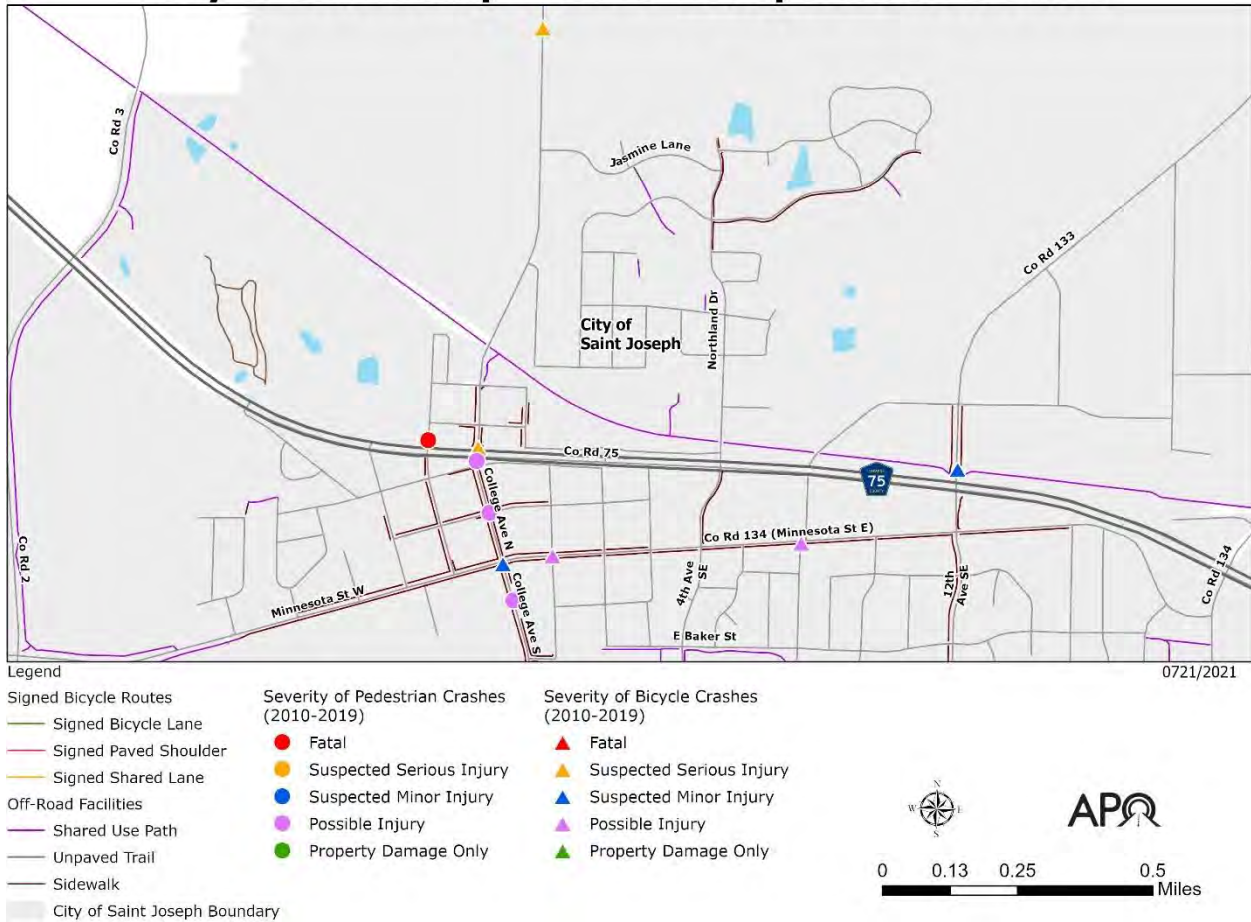 Co Rd 3
Jasmine Lane
Co Rd 133
City of
Saint Joseph
Northland Dr
Co Rd 75
75
College Ave N
Co Rd 134 (Minnesota St E)
Co Rd 2
Minnesota St W
College Ave S
4th Ave
SE
12th
Ave SE
Co Rd 134
E Baker St
0721/2021
Legend
Signed Bicycle Routes
Signed Bicycle Lane
Signed Paved Shoulder
Signed Shared Lane
Off-Road Facilities
Shared Use Path
Unpaved Trail
Sidewalk
City of Saint Joseph Boundary
Severity of Pedestrian Crashes
(2010-2019)
Fatal
Suspected Serious Injury
Suspected Minor Injury
Possible Injury
Property Damage Only
Severity of Bicycle Crashes
(2010-2019)
Fatal
Suspected Serious Injury
Suspected Minor Injury
Possible Injury
Property Damage Only
N
W E
S
APO
0 0.13 0.25 0.5
Miles